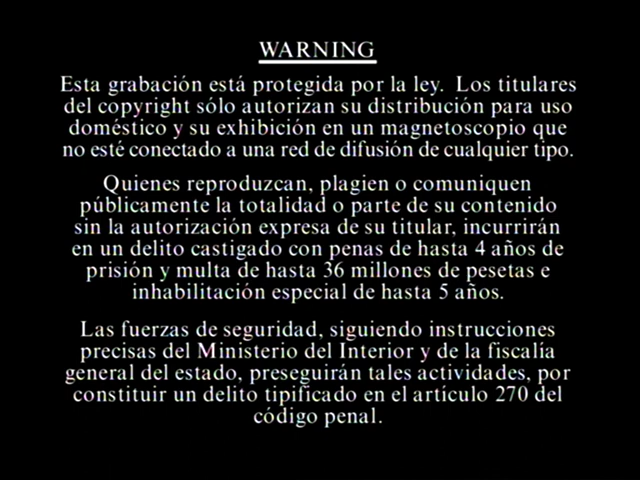 WARNING
Esta grabación está protegida por la ley. Los titulares
del copyright sólo autorizan su distribución para uso
doméstico y su exhibición en un magnetoscopio que
no esté conectado a una red de difusión de cualquier tipo.
Quienes reproduzcan, plagien o comuniquen
públicamente la totalidad o parte de su contenido
sin la autorización expresa de su titular, incurrirán
en un delito castigado con penas de hasta 4 años de
prisión y multa de hasta 36 millones de pesetas e
inhabilitación especial de hasta 5 años.
Las fuerzas de seguridad, siguiendo instrucciones
precisas del Ministerio del Interior y de la fiscalía
general del estado, preseguirán tales actividades, por
constituir un delito tipificado en el artículo 270 del
código penal.